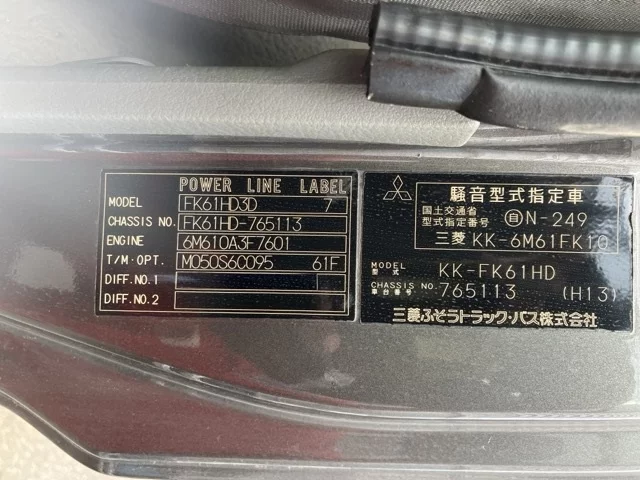 POWER LINE LABEL
MODEL FK61HD3D 7
CHASSIS NO. FK61HD-765113
ENGINE 6M610A3F7601
T/M・OPT. M050S6C095 61F
DIFF.NO.1
DIFF.NO.2
騒音型式指定車
国土交通省
型式指定番号 自N-249
三菱 KK-6M61FK10
MODEL
型式 KK-FK61HD
CHASSIS NO.
車台番号 765113 (H13)
三菱ふそうトラック・バス株式会社